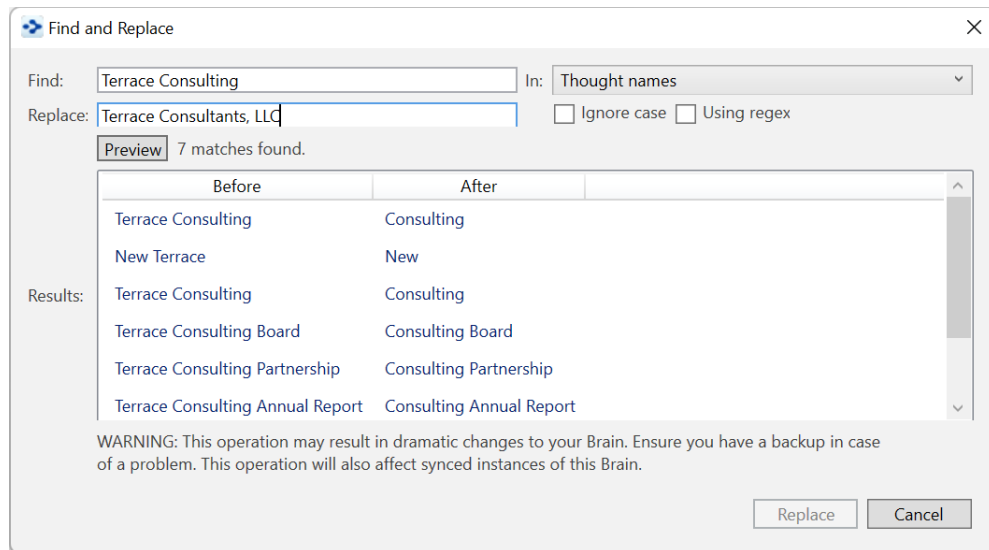 Find and Replace
Find: Terrace Consulting In: Thought names
Replace: Terrace Consultants, LLC Ignore case Using regex
Preview 7 matches found.
Before After
Terrace Consulting Consulting
New Terrace New
Results: Terrace Consulting Consulting
Terrace Consulting Board Consulting Board
Terrace Consulting Partnership Consulting Partnership
Terrace Consulting Annual Report Consulting Annual Report
WARNING: This operation may result in dramatic changes to your Brain. Ensure you have a backup in case
of a problem. This operation will also affect synced instances of this Brain.
Replace Cancel